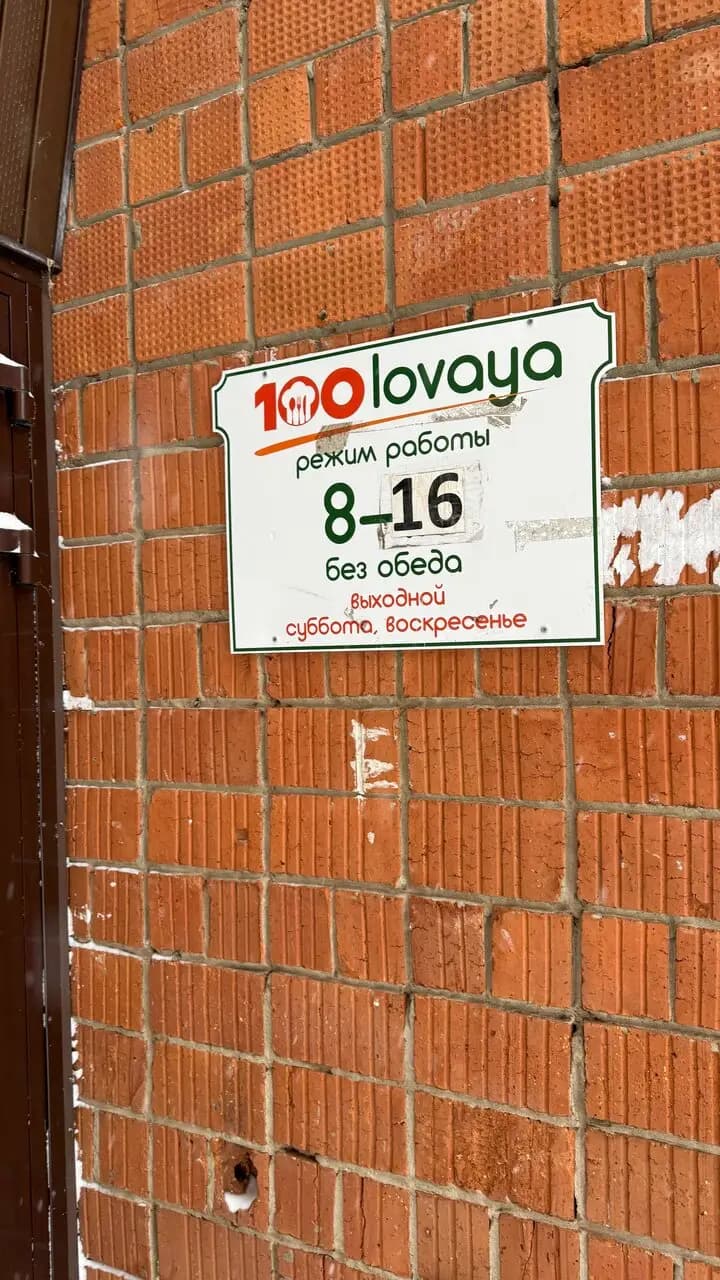 100lovaya
режим работы
8-16
без обеда
выходной
суббота, воскресенье